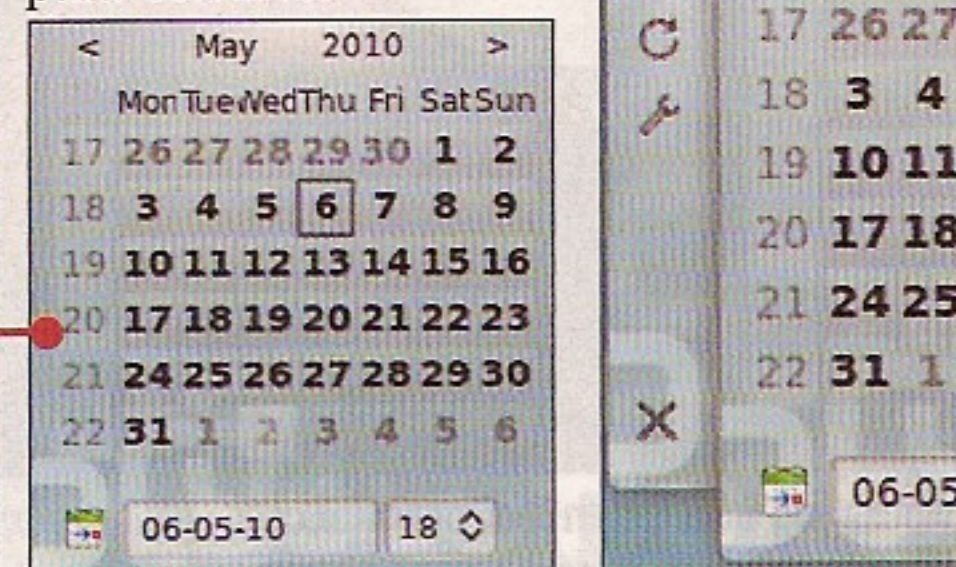 < May 2010 >
Mon Tue Wed Thu Fri Sat Sun
17 26 27 28 29 30 1 2
18 3 4 5 6 7 8 9
19 10 11 12 13 14 15 16
20 17 18 19 20 21 22 23
21 24 25 26 27 28 29 30
22 31 1 2 3 4 5 6
06-05-10 18
17 26 27
18 3 4
19 10 11
20 17 18
21 24 25
22 31 1
06-05